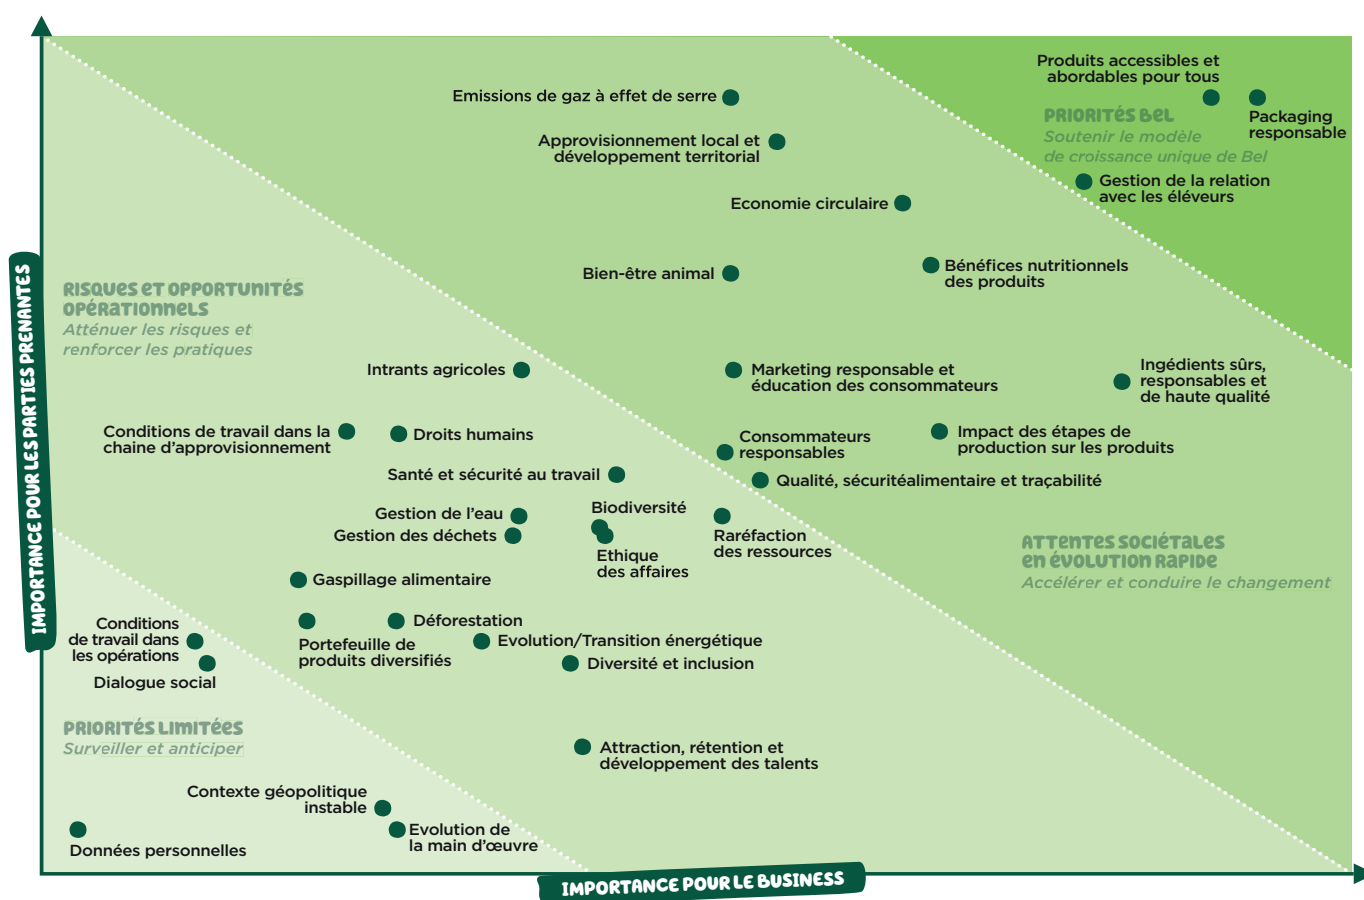 Produits accessibles et
abordables pour tous
Emissions de gaz à effet de serre
PRIORITÉS BEL
Soutenir le modèle
de croissance unique de Bel
Packaging
responsable
Approvisionnement local et
développement territorial
Gestion de la relation
avec les éléveurs
Economie circulaire
Bien-être animal
Bénéfices nutritionnels
des produits
RISQUES ET OPPORTUNITÉS
OPÉRATIONNELS
Atténuer les risques et
renforcer les pratiques
IMPORTANCE POUR LES PARTIES PRENANTES
Intrants agricoles
Marketing responsable et
éducation des consommateurs
Ingédients sûrs,
responsables et
de haute qualité
Conditions de travail dans la
chaine d'approvisionnement
Droits humains
Consommateurs
responsables
Impact des étapes de
production sur les produits
Santé et sécurité au travail
Qualité, sécuritéalimentaire et traçabilité
Gestion de l'eau
Biodiversité
Gestion des déchets
Ethique
des affaires
Raréfaction
des ressources
ATTENTES SOCIÉTALES
EN ÉVOLUTION RAPIDE
Accélérer et conduire le changement
Gaspillage alimentaire
Conditions
de travail dans
les opérations
Déforestation
Portefeuille de
produits diversifiés
Evolution/Transition énergétique
Diversité et inclusion
Dialogue social
PRIORITÉS LIMITÉES
Surveiller et anticiper
Attraction, rétention et
développement des talents
Contexte géopolitique
instable
Evolution de
la main d'œuvre
Données personnelles
IMPORTANCE POUR LE BUSINESS